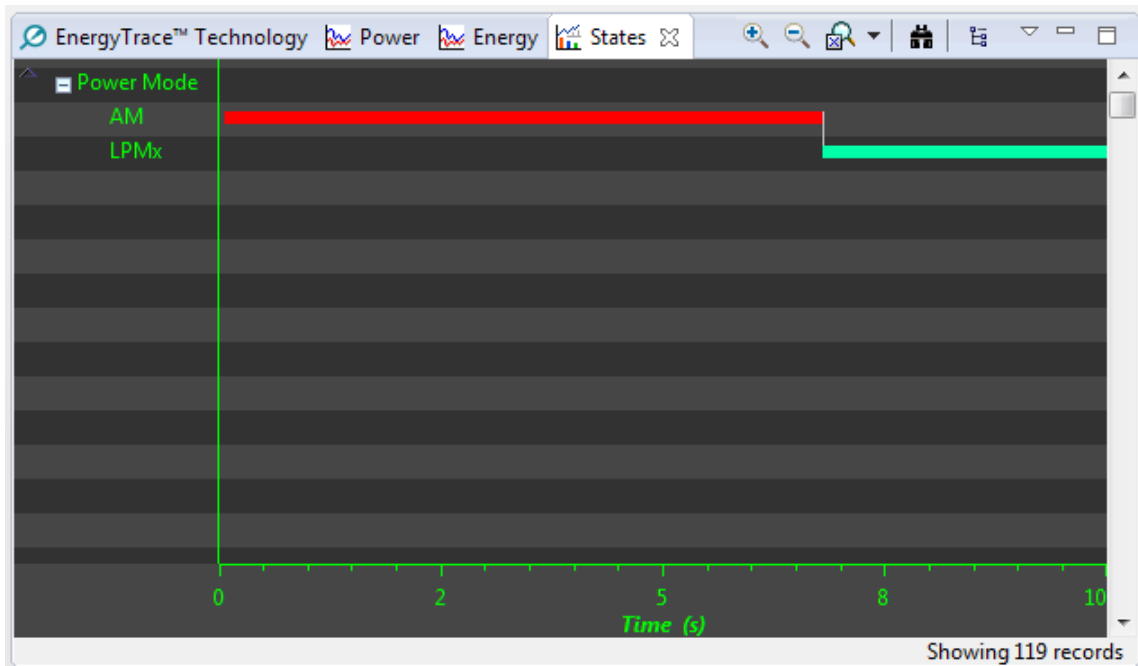 EnergyTrace™ Technology Power Energy States
Power Mode
AM
LPMx
0 2 5 8 10
Time (s)
Showing 119 records